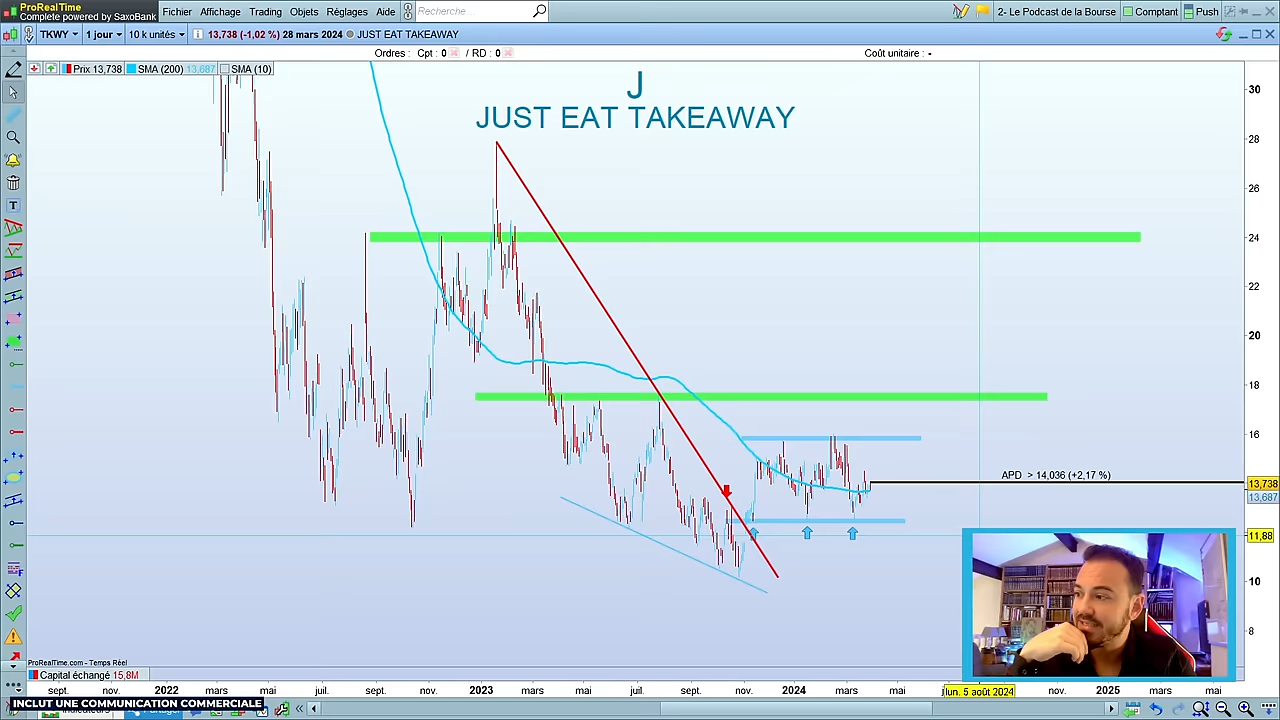 ProRealTime
Complete powered by SaxoBank
Fichier Affichage Trading Objets Réglages Aide Recherche 2- Le Podcast de la Bourse Comptant Push
TKWY 1 jour 10 k unités 13,738 (-1,02 %) 28 mars 2024 JUST EAT TAKEAWAY
Ordres : Cpt : 0 / RD : 0 Coût unitaire : -
Prix 13,738 SMA (200) 13,687 SMA (10)
J
JUST EAT TAKEAWAY
30
28
26
24
22
20
18
16
APD > 14,036 (+2,17 %)
13,738
13,687
11,88
10
8
ProRealTime.com - Temps Réel
Capital échangé 15,8M
sept. nov. 2022 mars mai juil. sept. nov. 2023 mars mai juil. sept. nov. 2024 mars mai lun. 5 août 2024 nov. 2025 mars mai
INCLUT UNE COMMUNICATION COMMERCIALE